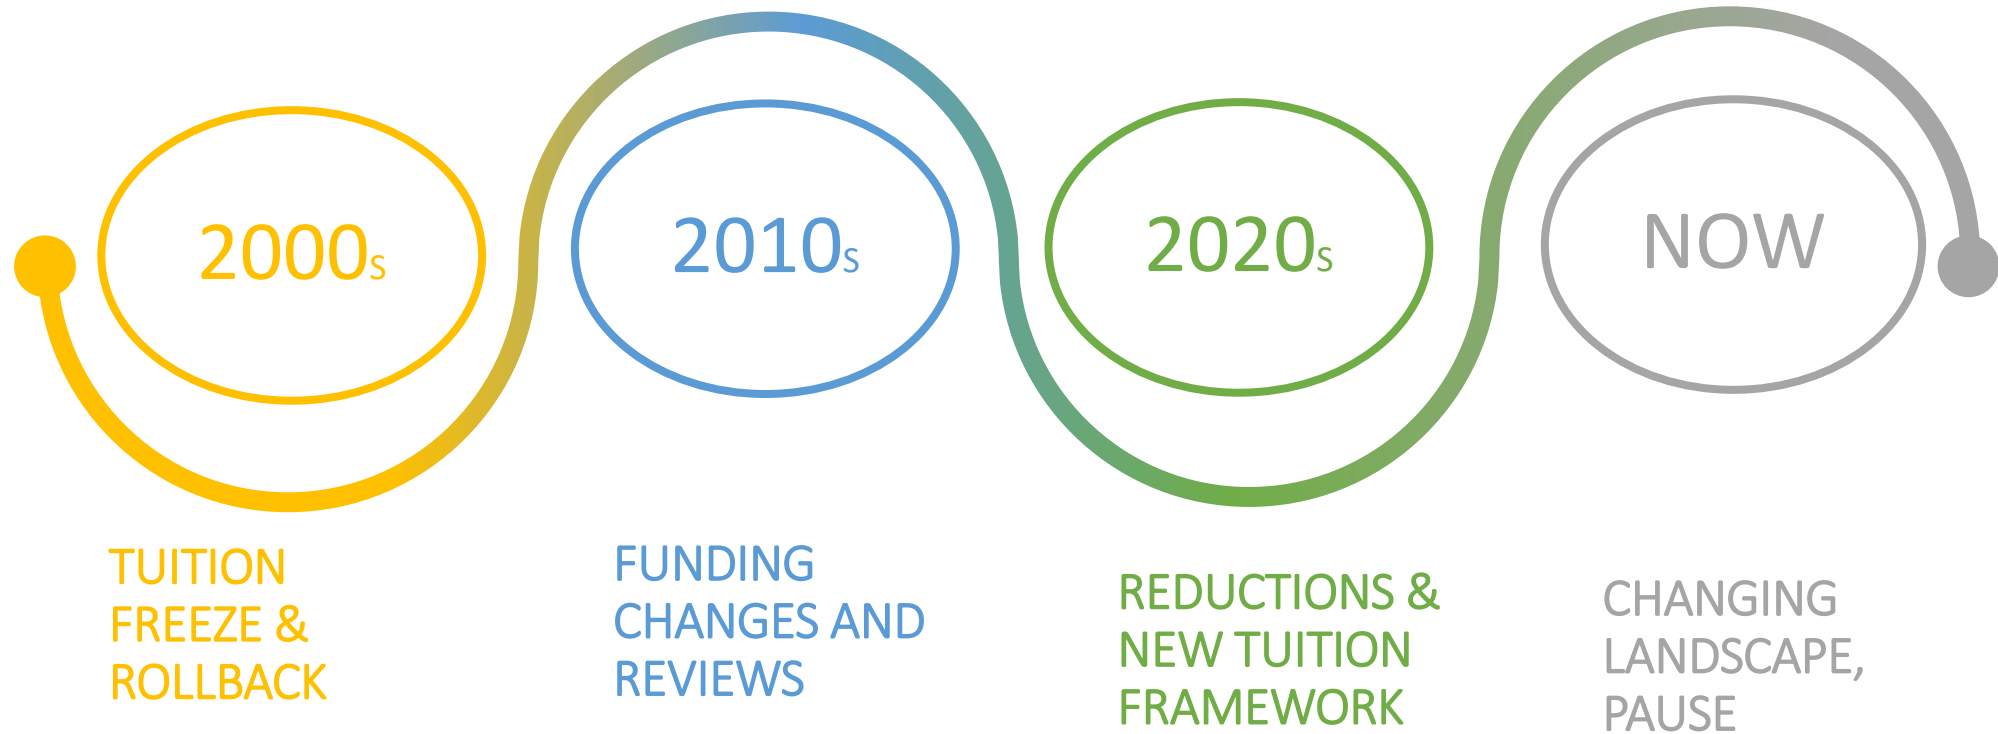 2000s
2010s
2020s
NOW
TUITION
FREEZE &
ROLLBACK
FUNDING
CHANGES AND
REVIEWS
REDUCTIONS &
NEW TUITION
FRAMEWORK
CHANGING
LANDSCAPE,
PAUSE